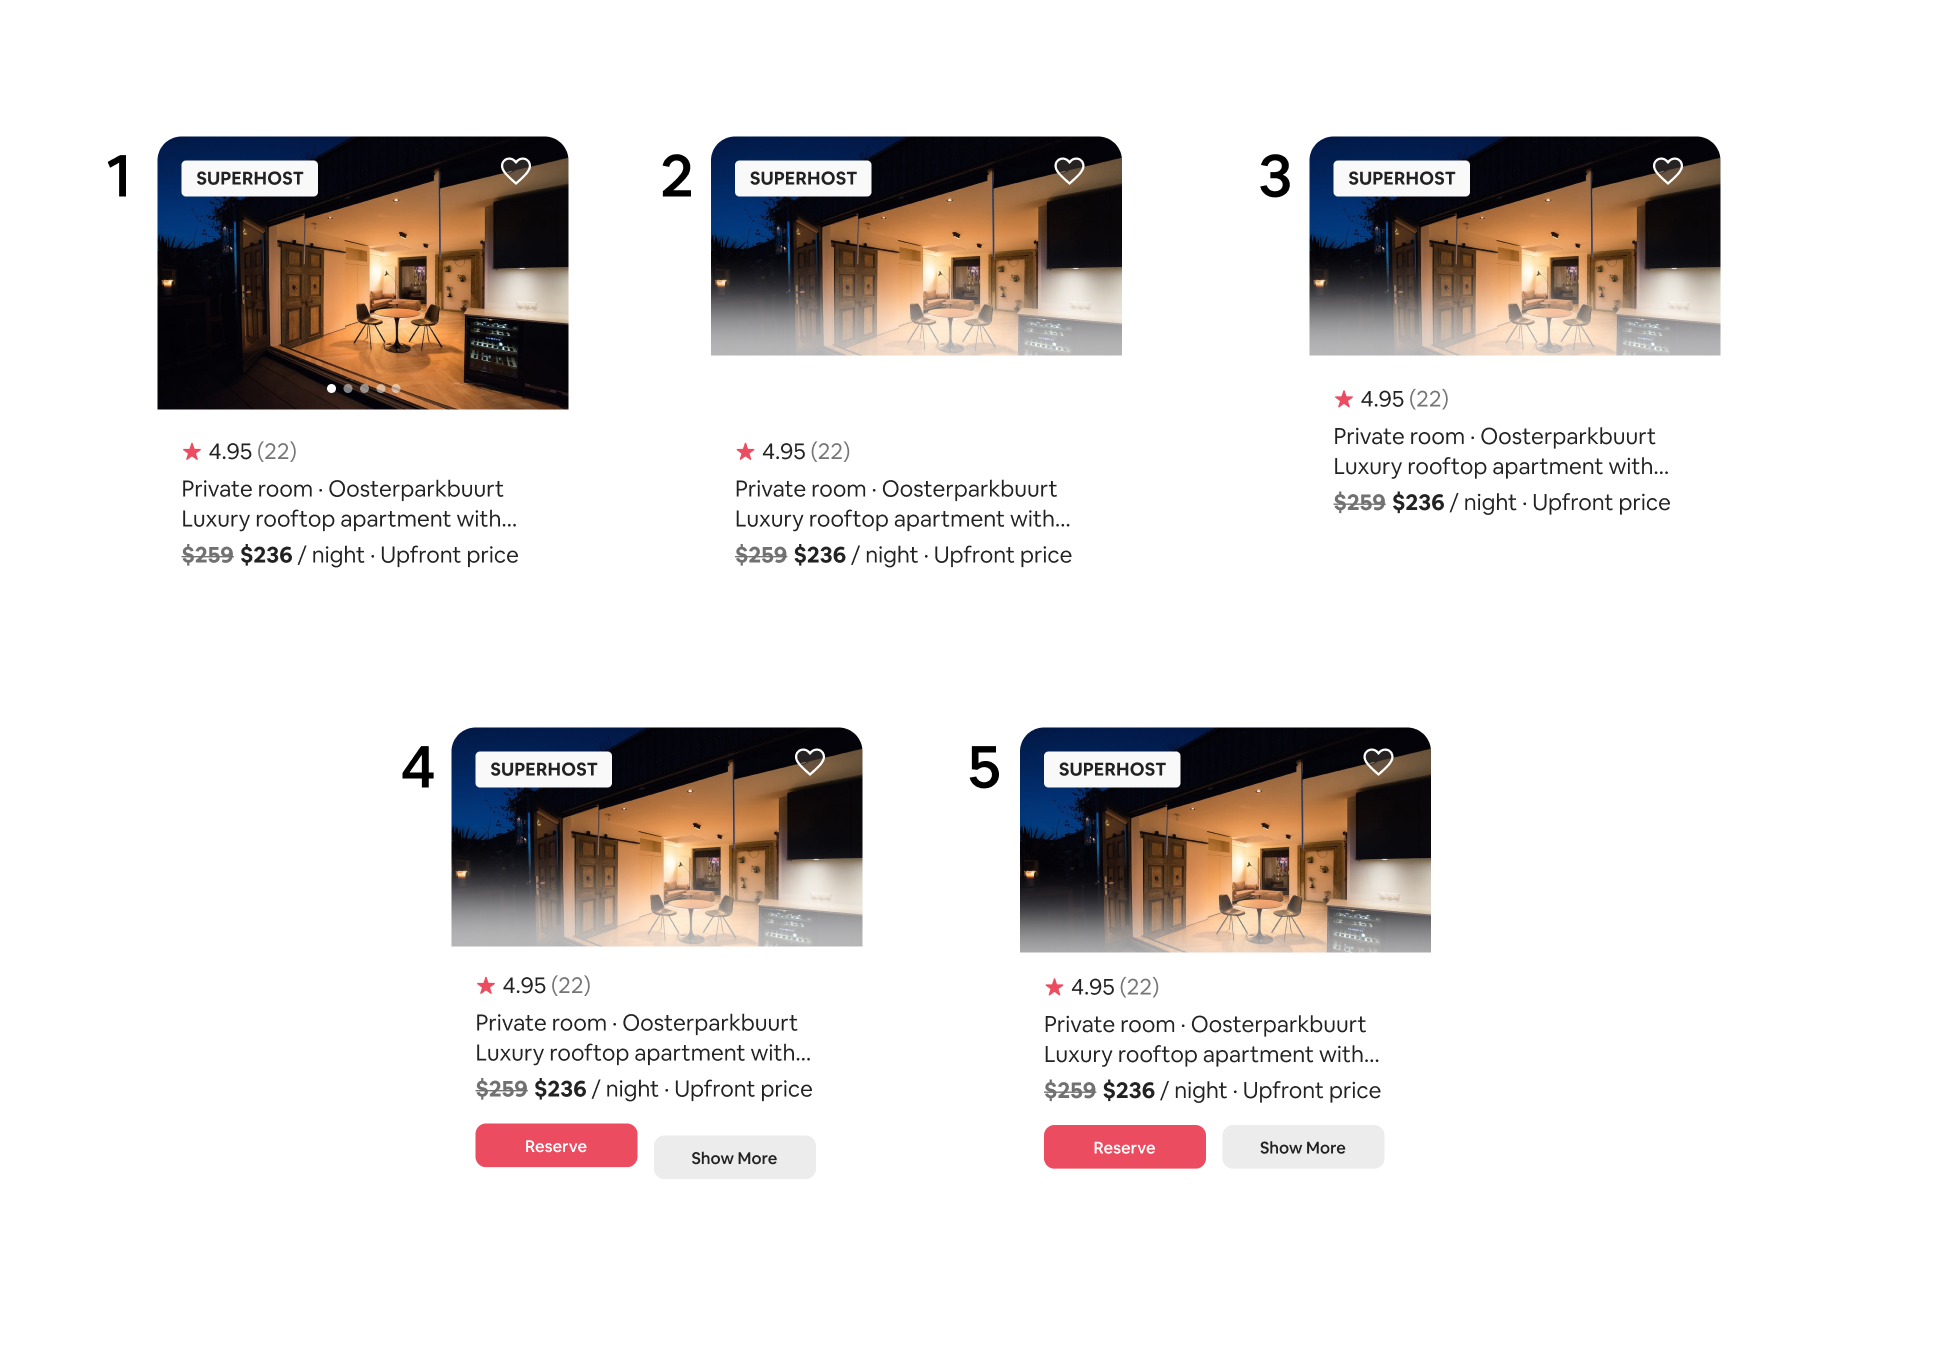 1
SUPERHOST
★ 4.95 (22)
Private room · Oosterparkbuurt
Luxury rooftop apartment with...
$259 $236 / night · Upfront price
2
SUPERHOST
★ 4.95 (22)
Private room · Oosterparkbuurt
Luxury rooftop apartment with...
$259 $236 / night · Upfront price
3
SUPERHOST
★ 4.95 (22)
Private room · Oosterparkbuurt
Luxury rooftop apartment with...
$259 $236 / night · Upfront price
4
SUPERHOST
★ 4.95 (22)
Private room · Oosterparkbuurt
Luxury rooftop apartment with...
$259 $236 / night · Upfront price
Reserve
Show More
5
SUPERHOST
★ 4.95 (22)
Private room · Oosterparkbuurt
Luxury rooftop apartment with...
$259 $236 / night · Upfront price
Reserve
Show More